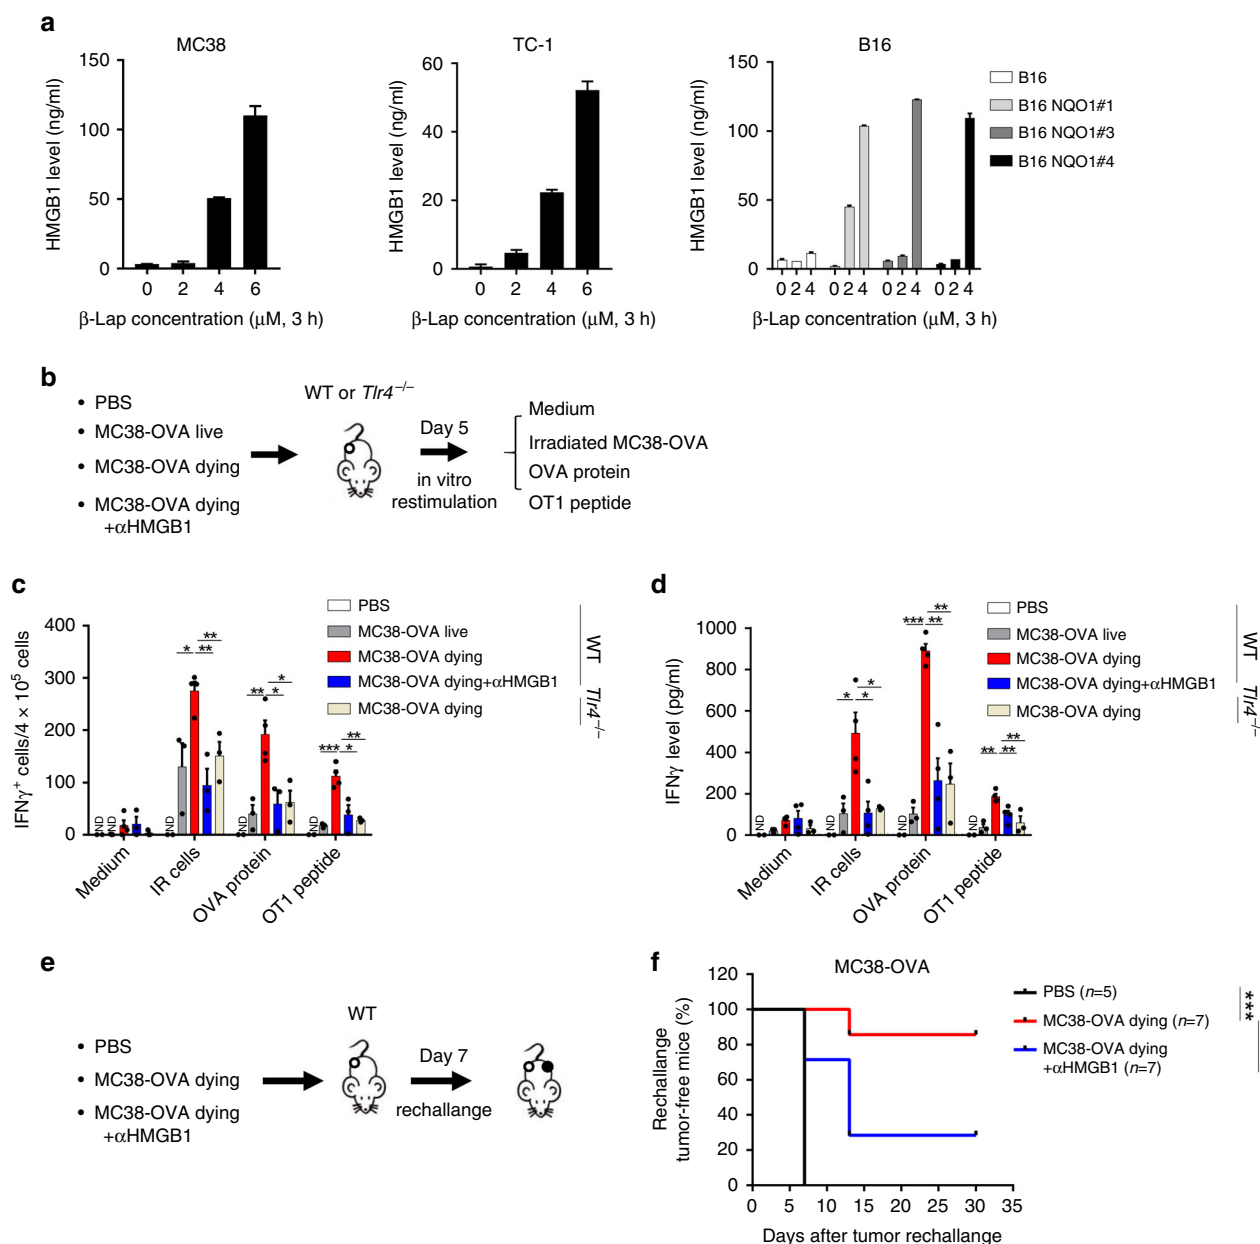 a
MC38
HMGB1 level (ng/ml)
150
100
50
0
0 2 4 6
β-Lap concentration (μM, 3 h)
TC-1
HMGB1 level (ng/ml)
60
40
20
0
0 2 4 6
β-Lap concentration (μM, 3 h)
B16
HMGB1 level (ng/ml)
150
100
50
0
0 2 4 0 2 4 0 2 4 0 2 4
β-Lap concentration (μM, 3 h)
B16
B16 NQO1#1
B16 NQO1#3
B16 NQO1#4
b
• PBS
• MC38-OVA live
• MC38-OVA dying
• MC38-OVA dying
+αHMGB1
WT or Tlr4–/–
Day 5
in vitro
restimulation
Medium
Irradiated MC38-OVA
OVA protein
OT1 peptide
c
IFNγ+ cells/4 × 105 cells
400
300
200
100
0
ND ND ND ND ND
* ** **
** * *
*** * **
Medium
IR cells
OVA protein
OT1 peptide
PBS
MC38-OVA live
MC38-OVA dying
MC38-OVA dying+αHMGB1
MC38-OVA dying
WT
Tlr4–/–
d
IFNγ level (pg/ml)
1000
800
600
400
200
0
ND ND ND ND
* * *
*** ** **
** ** **
Medium
IR cells
OVA protein
OT1 peptide
PBS
MC38-OVA live
MC38-OVA dying
MC38-OVA dying+αHMGB1
MC38-OVA dying
WT
Tlr4–/–
e
• PBS
• MC38-OVA dying
• MC38-OVA dying
+αHMGB1
WT
Day 7
rechallange
f
MC38-OVA
Rechallange
tumor-free mice (%)
120
100
80
60
40
20
0
0 5 10 15 20 25 30 35
Days after tumor rechallange
PBS (n=5)
MC38-OVA dying (n=7)
MC38-OVA dying
+αHMGB1 (n=7)
***